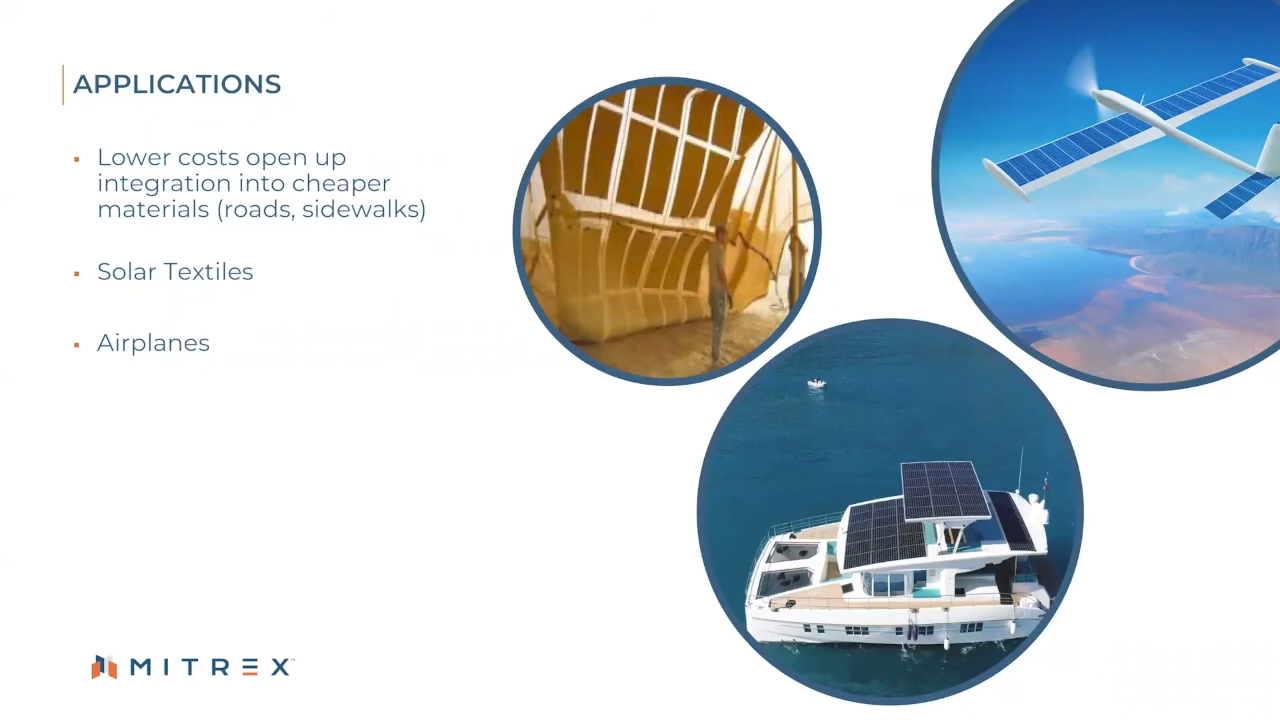 APPLICATIONS
Lower costs open up
integration into cheaper
materials (roads, sidewalks)
Solar Textiles
Airplanes
MITREX